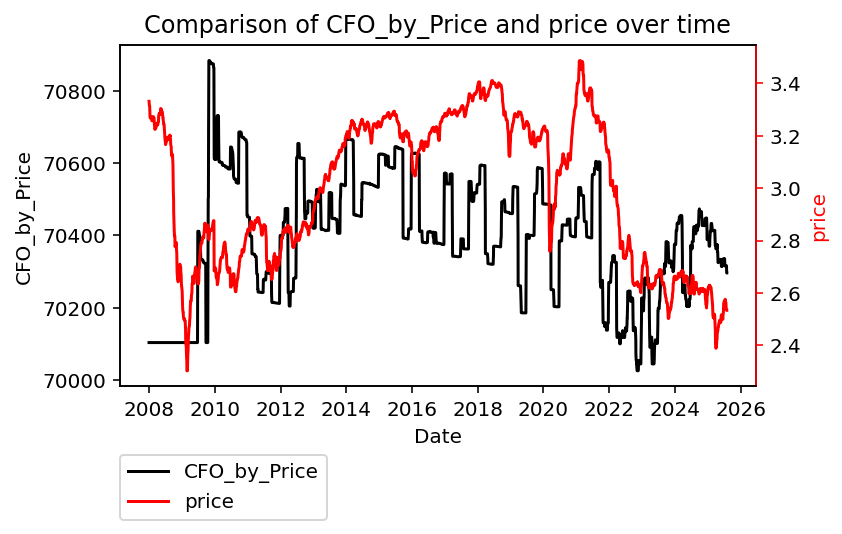 Comparison of CFO_by_Price and price over time
CFO_by_Price
70800
70600
70400
70200
70000
3.4
3.2
3.0
2.8
2.6
2.4
price
2008 2010 2012 2014 2016 2018 2020 2022 2024 2026
Date
CFO_by_Price
price